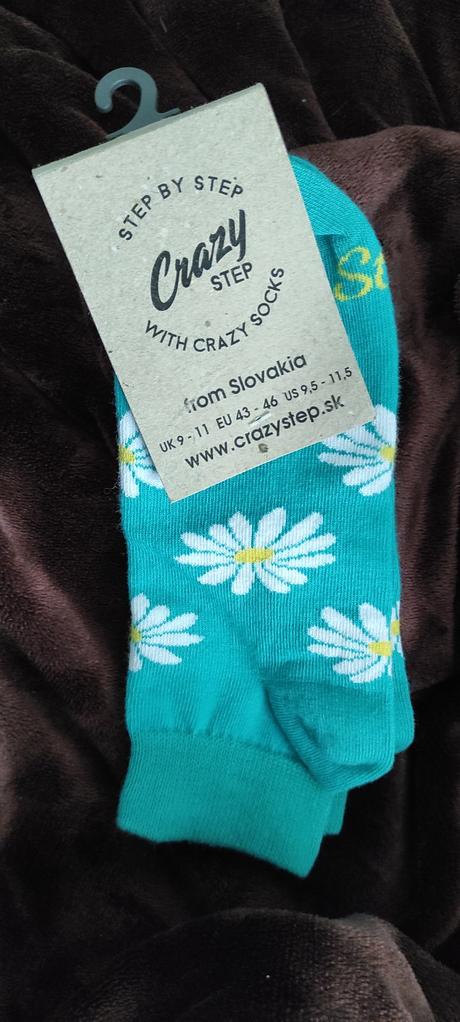 STEP BY STEP
Crazy
STEP
WITH CRAZY SOCKS
from Slovakia
UK 9 - 11 EU 43 - 46 US 9,5 - 11,5
www.crazystep.sk